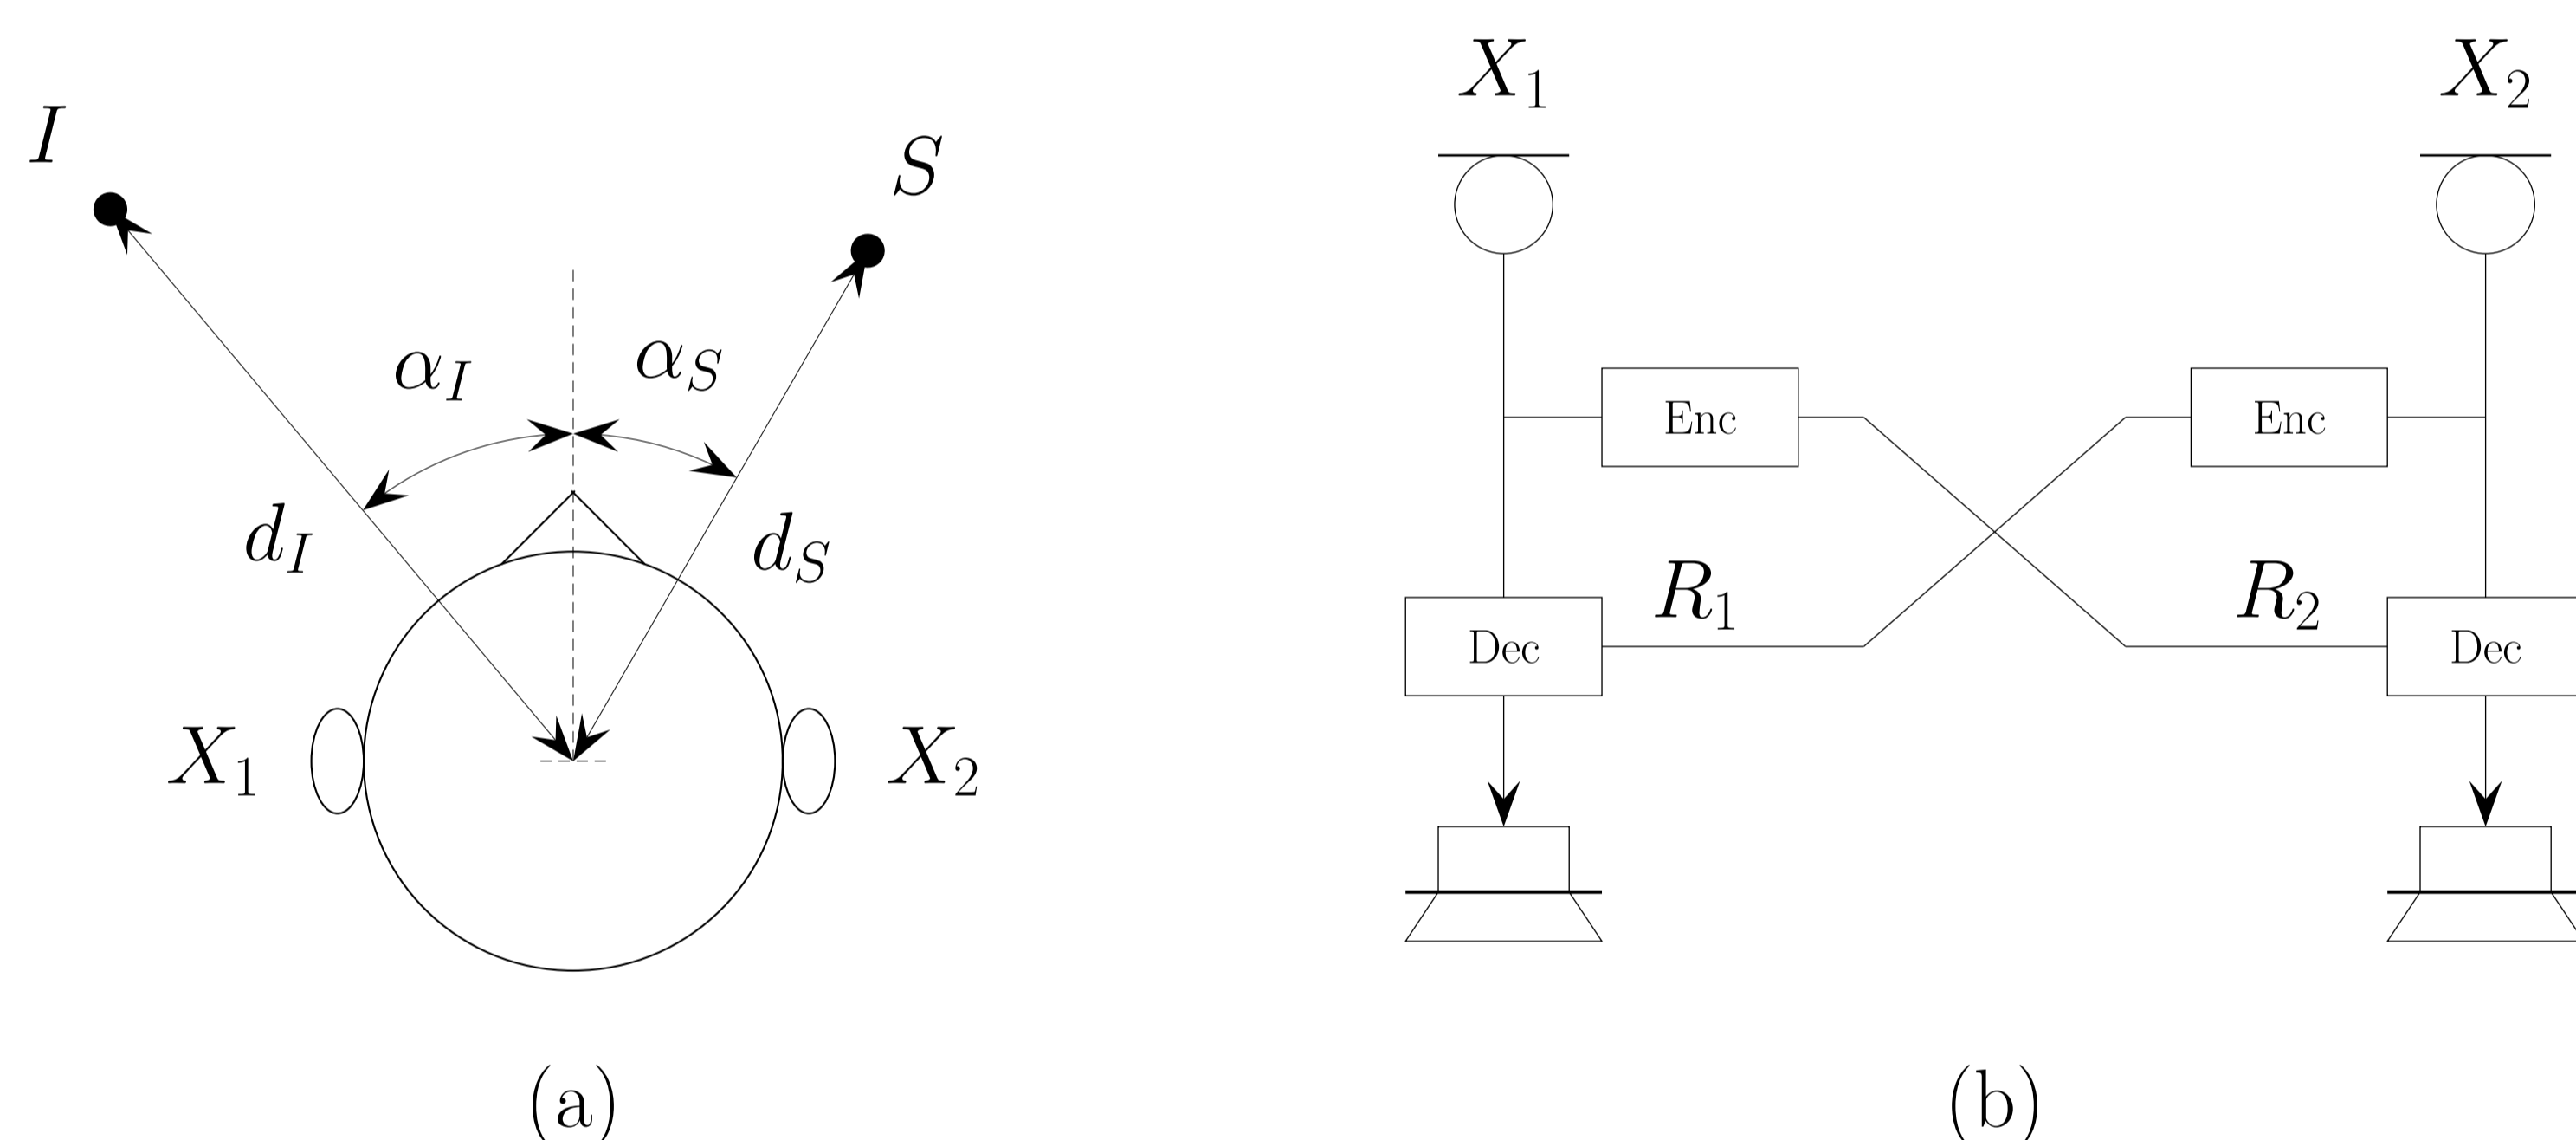 I
S
α_I
α_S
d_I
d_S
X_1
X_2
(a)
X_1
X_2
Enc
Enc
R_1
R_2
Dec
Dec
(b)